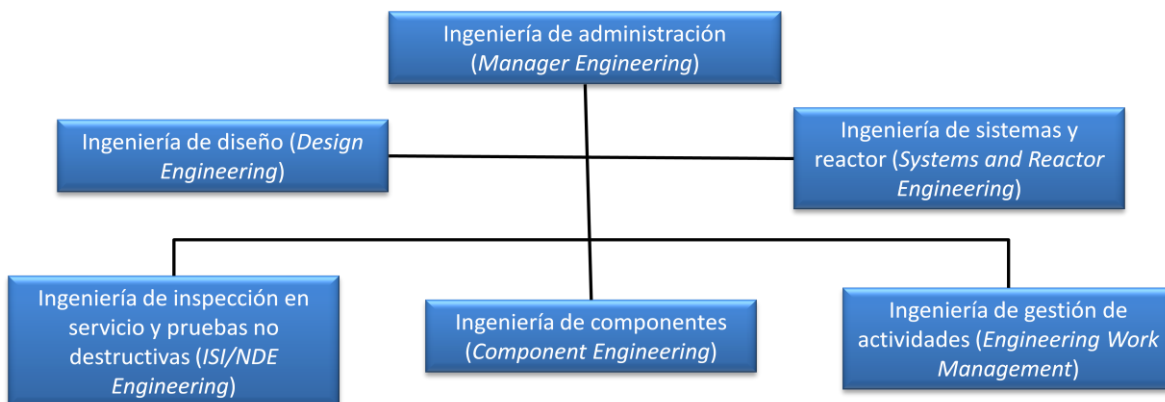 Ingeniería de administración
(Manager Engineering)
Ingeniería de diseño (Design
Engineering)
Ingeniería de sistemas y
reactor (Systems and Reactor
Engineering)
Ingeniería de inspección en
servicio y pruebas no
destructivas (ISI/NDE
Engineering)
Ingeniería de componentes
(Component Engineering)
Ingeniería de gestión de
actividades (Engineering Work
Management)